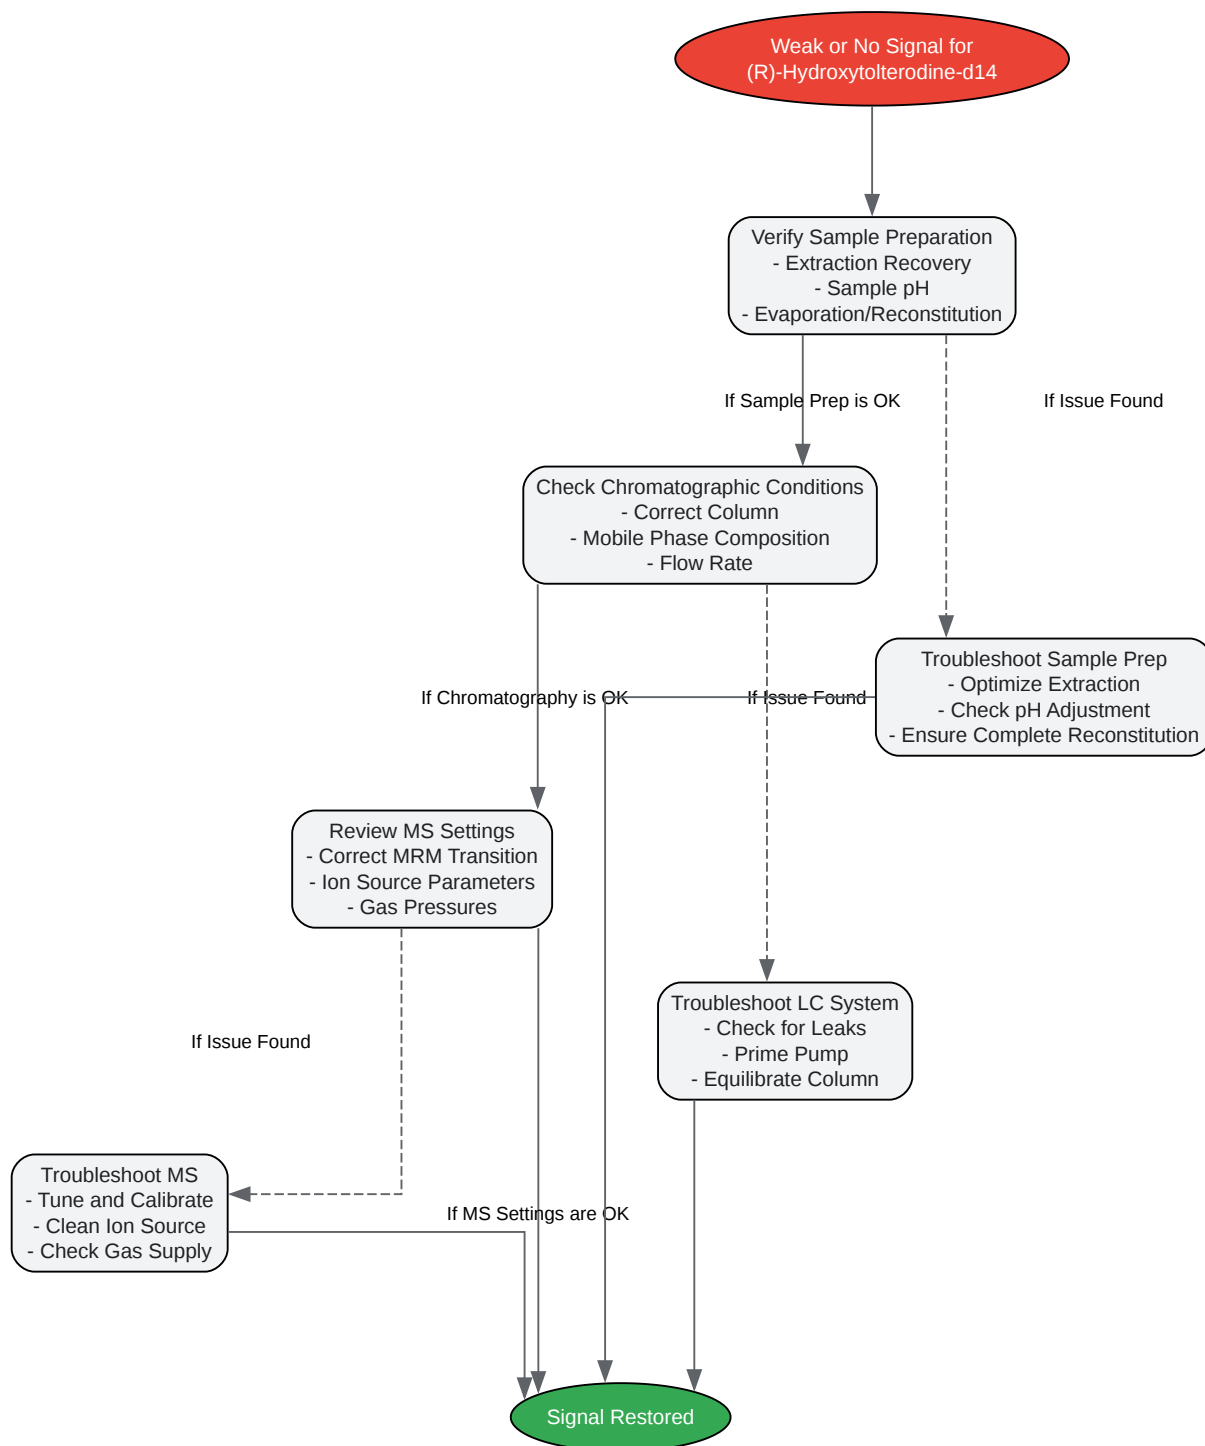 Weak or No Signal for
(R)-Hydroxytolterodine-d14
Verify Sample Preparation
- Extraction Recovery
- Sample pH
- Evaporation/Reconstitution
If Sample Prep is OK
If Issue Found
Check Chromatographic Conditions
- Correct Column
- Mobile Phase Composition
- Flow Rate
Troubleshoot Sample Prep
- Optimize Extraction
- Check pH Adjustment
- Ensure Complete Reconstitution
If Chromatography is OK
If Issue Found
Review MS Settings
- Correct MRM Transition
- Ion Source Parameters
- Gas Pressures
Troubleshoot LC System
- Check for Leaks
- Prime Pump
- Equilibrate Column
If Issue Found
Troubleshoot MS
- Tune and Calibrate
- Clean Ion Source
- Check Gas Supply
If MS Settings are OK
Signal Restored